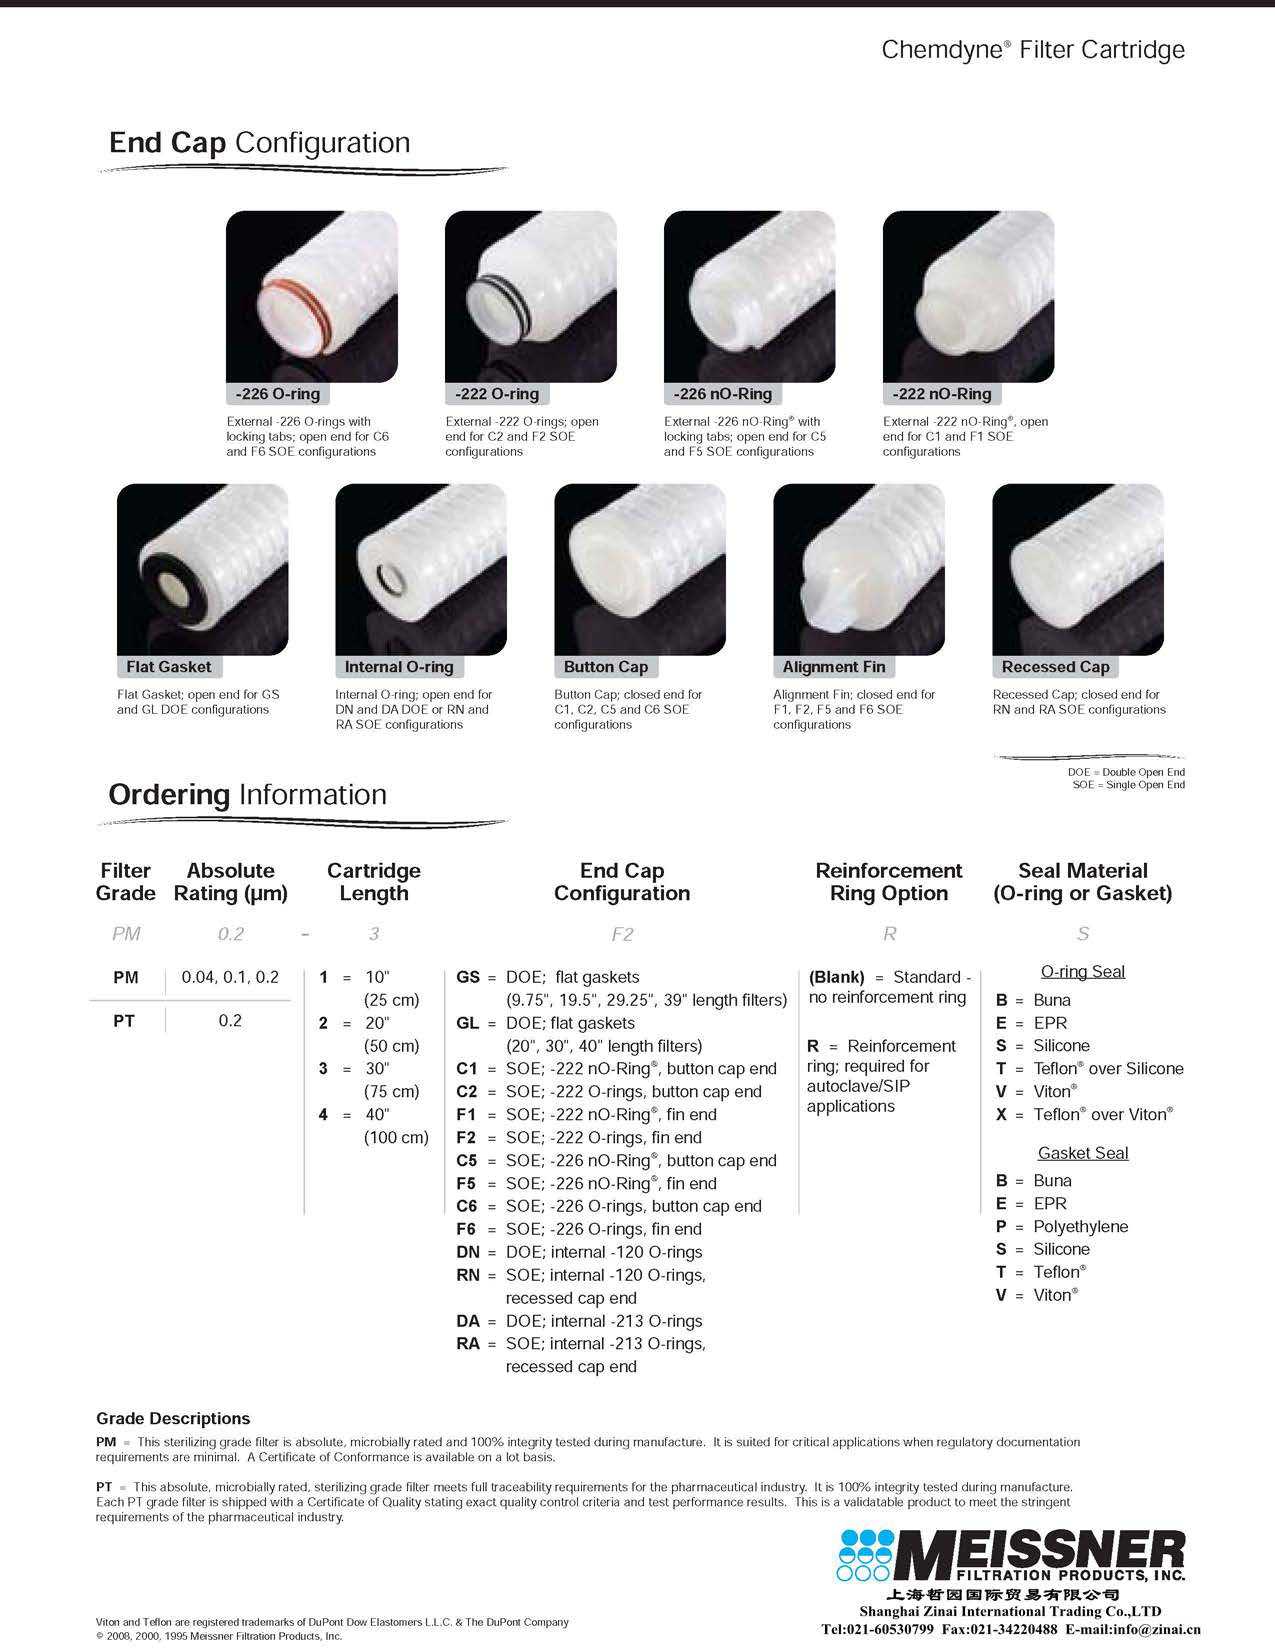 Chemdyne® Filter Cartridge
End Cap Configuration
-226 O-ring
External -226 O-rings with
locking tabs; open end for C6
and F6 SOE configurations
-222 O-ring
External -222 O-rings; open
end for C2 and F2 SOE
configurations
-226 nO-Ring
External -226 nO-Ring® with
locking tabs; open end for C5
and F5 SOE configurations
-222 nO-Ring
External -222 nO-Ring®, open
end for C1 and F1 SOE
configurations
Flat Gasket
Flat Gasket; open end for GS
and GL DOE configurations
Internal O-ring
Internal O-ring; open end for
DN and DA DOE or RN and
RA SOE configurations
Button Cap
Button Cap; closed end for
C1, C2, C5 and C6 SOE
configurations
Alignment Fin
Alignment Fin; closed end for
F1, F2, F5 and F6 SOE
configurations
Recessed Cap
Recessed Cap; closed end for
RN and RA SOE configurations
DOE = Double Open End
SOE = Single Open End
Ordering Information
Filter
Grade
PM
PM
PT
Absolute
Rating (µm)
0.2 –
0.04, 0.1, 0.2
0.2
Cartridge
Length
3
1 = 10"
(25 cm)
2 = 20"
(50 cm)
3 = 30"
(75 cm)
4 = 40"
(100 cm)
End Cap
Configuration
F2
GS = DOE; flat gaskets
(9.75", 19.5", 29.25", 39" length filters)
GL = DOE; flat gaskets
(20", 30", 40" length filters)
C1 = SOE; -222 nO-Ring®, button cap end
C2 = SOE; -222 O-rings, button cap end
F1 = SOE; -222 nO-Ring®, fin end
F2 = SOE; -222 O-rings, fin end
C5 = SOE; -226 nO-Ring®, button cap end
F5 = SOE; -226 nO-Ring®, fin end
C6 = SOE; -226 O-rings, button cap end
F6 = SOE; -226 O-rings, fin end
DN = DOE; internal -120 O-rings
RN = SOE; internal -120 O-rings,
recessed cap end
DA = DOE; internal -213 O-rings
RA = SOE; internal -213 O-rings,
recessed cap end
Reinforcement
Ring Option
R
(Blank) = Standard -
no reinforcement ring
R = Reinforcement
ring; required for
autoclave/SIP
applications
Seal Material
(O-ring or Gasket)
S
O-ring Seal
B = Buna
E = EPR
S = Silicone
T = Teflon® over Silicone
V = Viton®
X = Teflon® over Viton®
Gasket Seal
B = Buna
E = EPR
P = Polyethylene
S = Silicone
T = Teflon®
V = Viton®
Grade Descriptions
PM = This sterilizing grade filter is absolute, microbially rated and 100% integrity tested during manufacture. It is suited for critical applications when regulatory documentation
requirements are minimal. A Certificate of Conformance is available on a lot basis.
PT = This absolute, microbially rated, sterilizing grade filter meets full traceability requirements for the pharmaceutical industry. It is 100% integrity tested during manufacture.
Each PT grade filter is shipped with a Certificate of Quality stating exact quality control criteria and test performance results. This is a validatable product to meet the stringent
requirements of the pharmaceutical industry.
MEISSNER
FILTRATION PRODUCTS, INC.
上海哲园国际贸易有限公司
Shanghai Zinai International Trading Co.,LTD
Tel:021-60530799 Fax:021-34220488 E-mail:info@zinai.cn
Viton and Teflon are registered trademarks of DuPont Dow Elastomers L.L.C. & The DuPont Company
© 2008, 2000, 1995 Meissner Filtration Products, Inc.